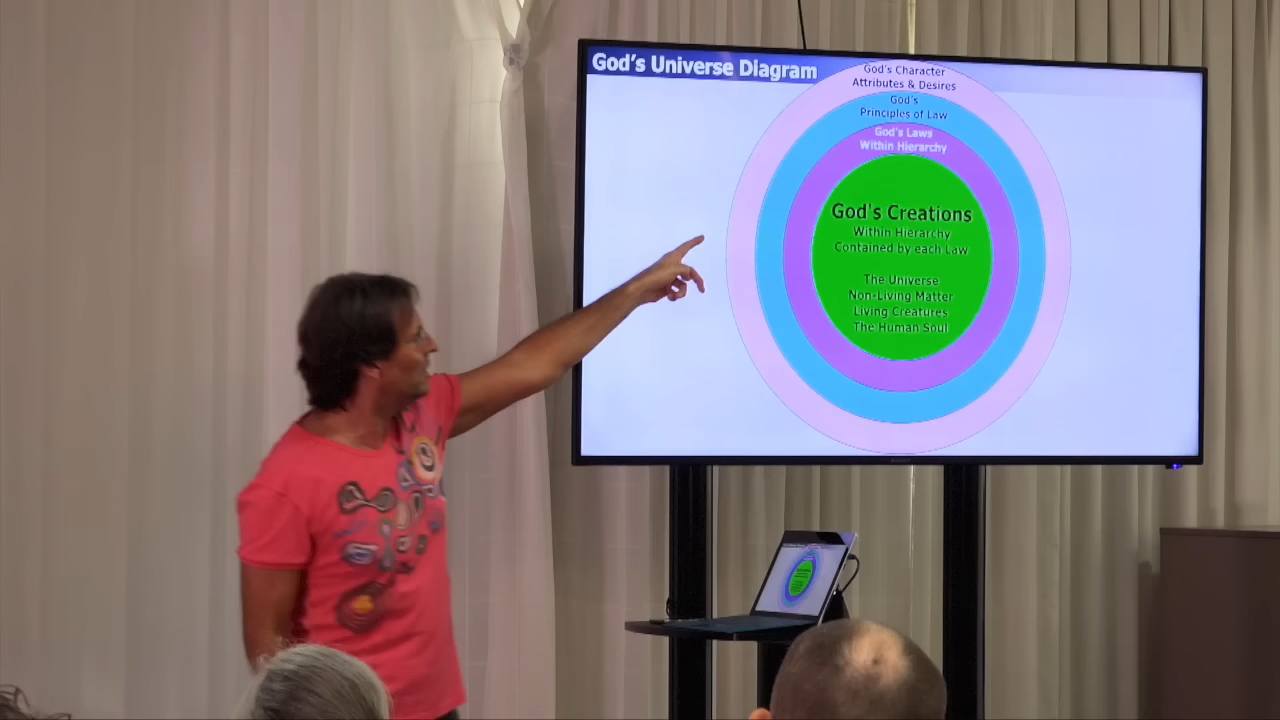 God's Universe Diagram
God's Character
Attributes & Desires
God's
Principles of Law
God's Laws
Within Hierarchy
God's Creations
Within Hierarchy
Contained by each Law
The Universe
Non-Living Matter
Living Creatures
The Human Soul